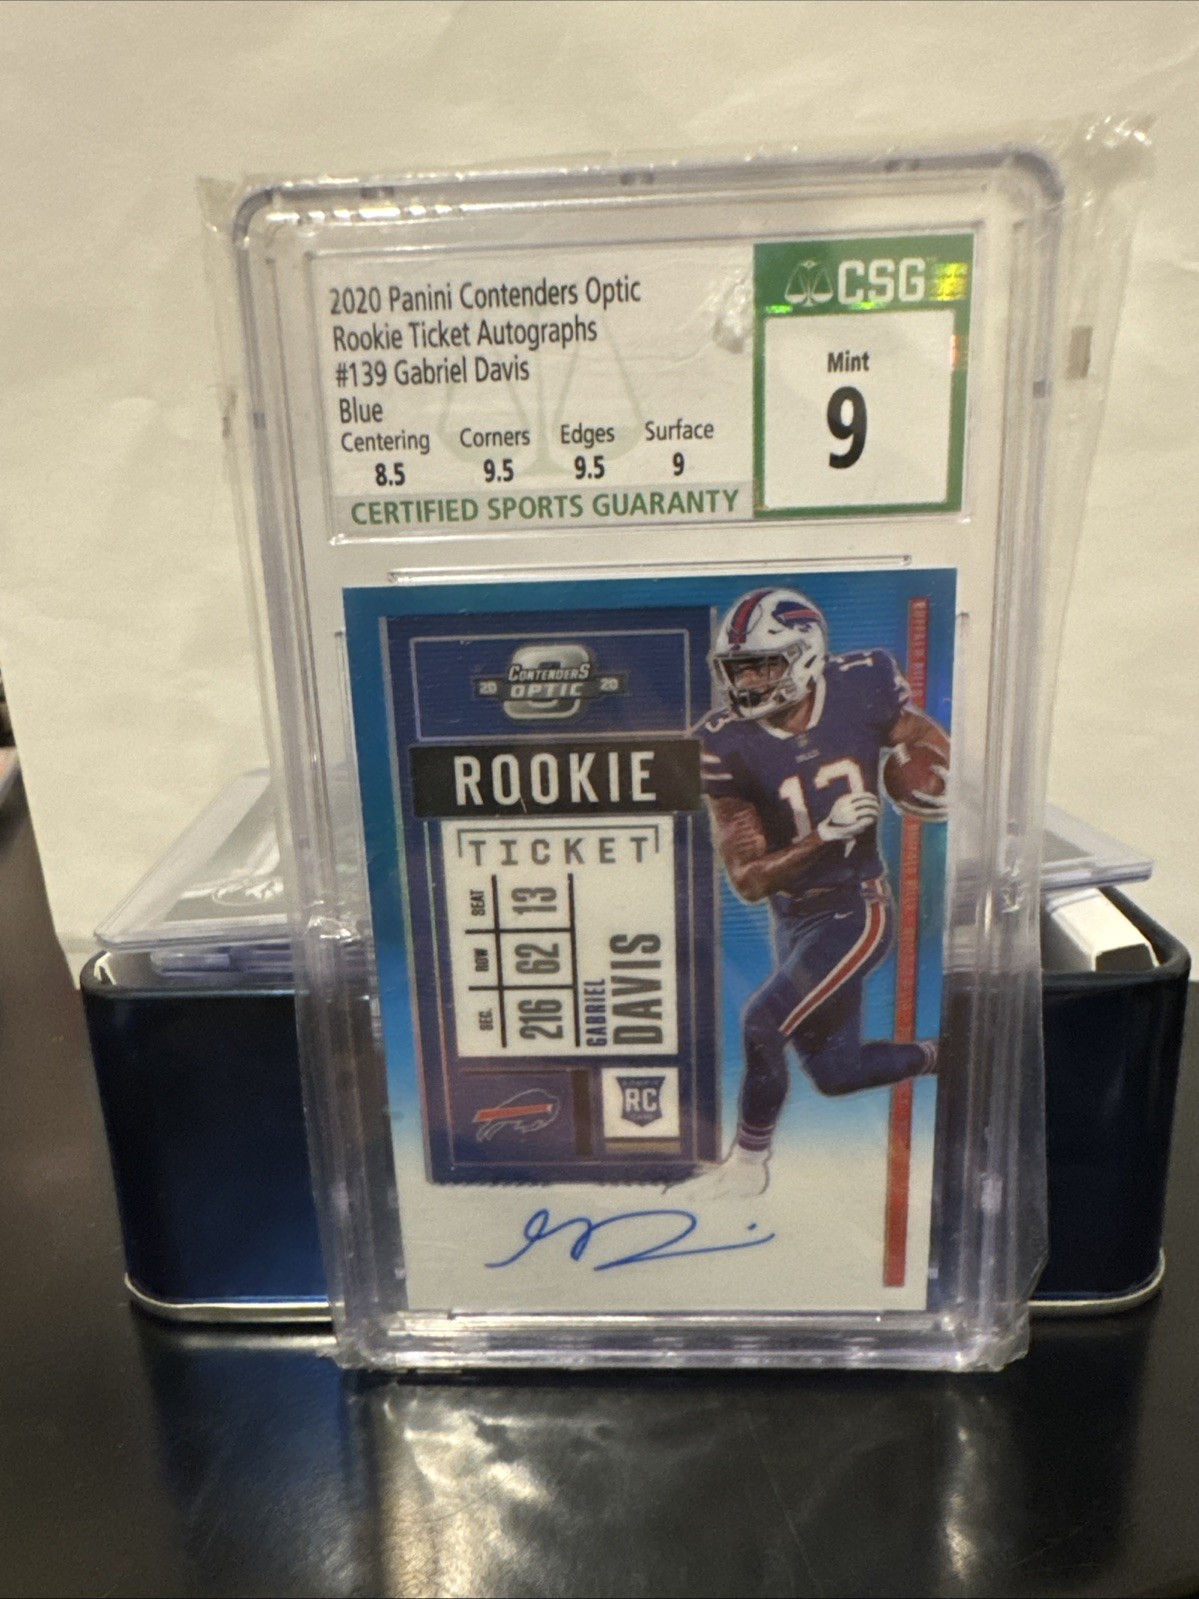 CSG
2020 Panini Contenders Optic
Rookie Ticket Autographs
#139 Gabriel Davis
Blue
Mint
9
Centering Corners Edges Surface
8.5 9.5 9.5 9
CERTIFIED SPORTS GUARANTY
CONTENDERS
20 OPTIC 20
ROOKIE
TICKET
SEC. ROW SEAT
216 62 13
GABRIEL
DAVIS
RC
13
13